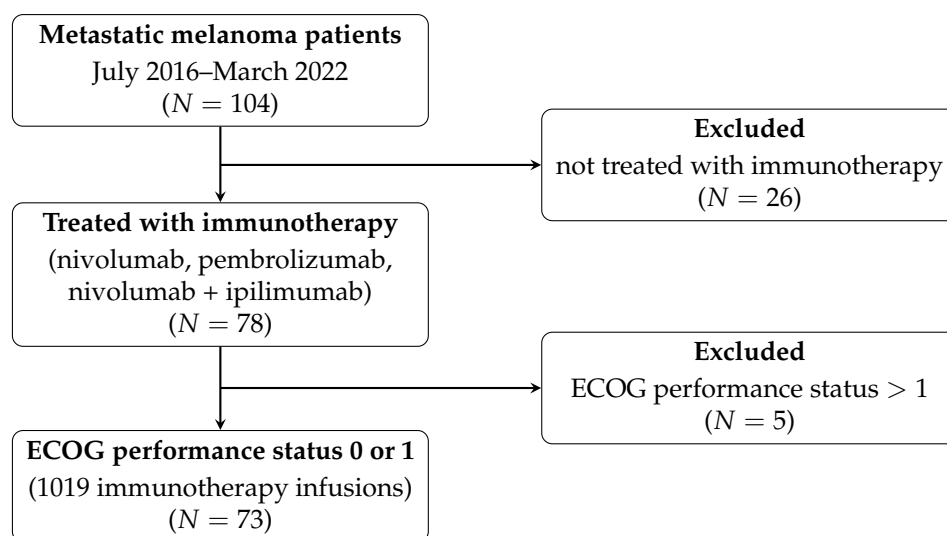 Metastatic melanoma patients
July 2016–March 2022
(N = 104)
Excluded
not treated with immunotherapy
(N = 26)
Treated with immunotherapy
(nivolumab, pembrolizumab,
nivolumab + ipilimumab)
(N = 78)
Excluded
ECOG performance status > 1
(N = 5)
ECOG performance status 0 or 1
(1019 immunotherapy infusions)
(N = 73)